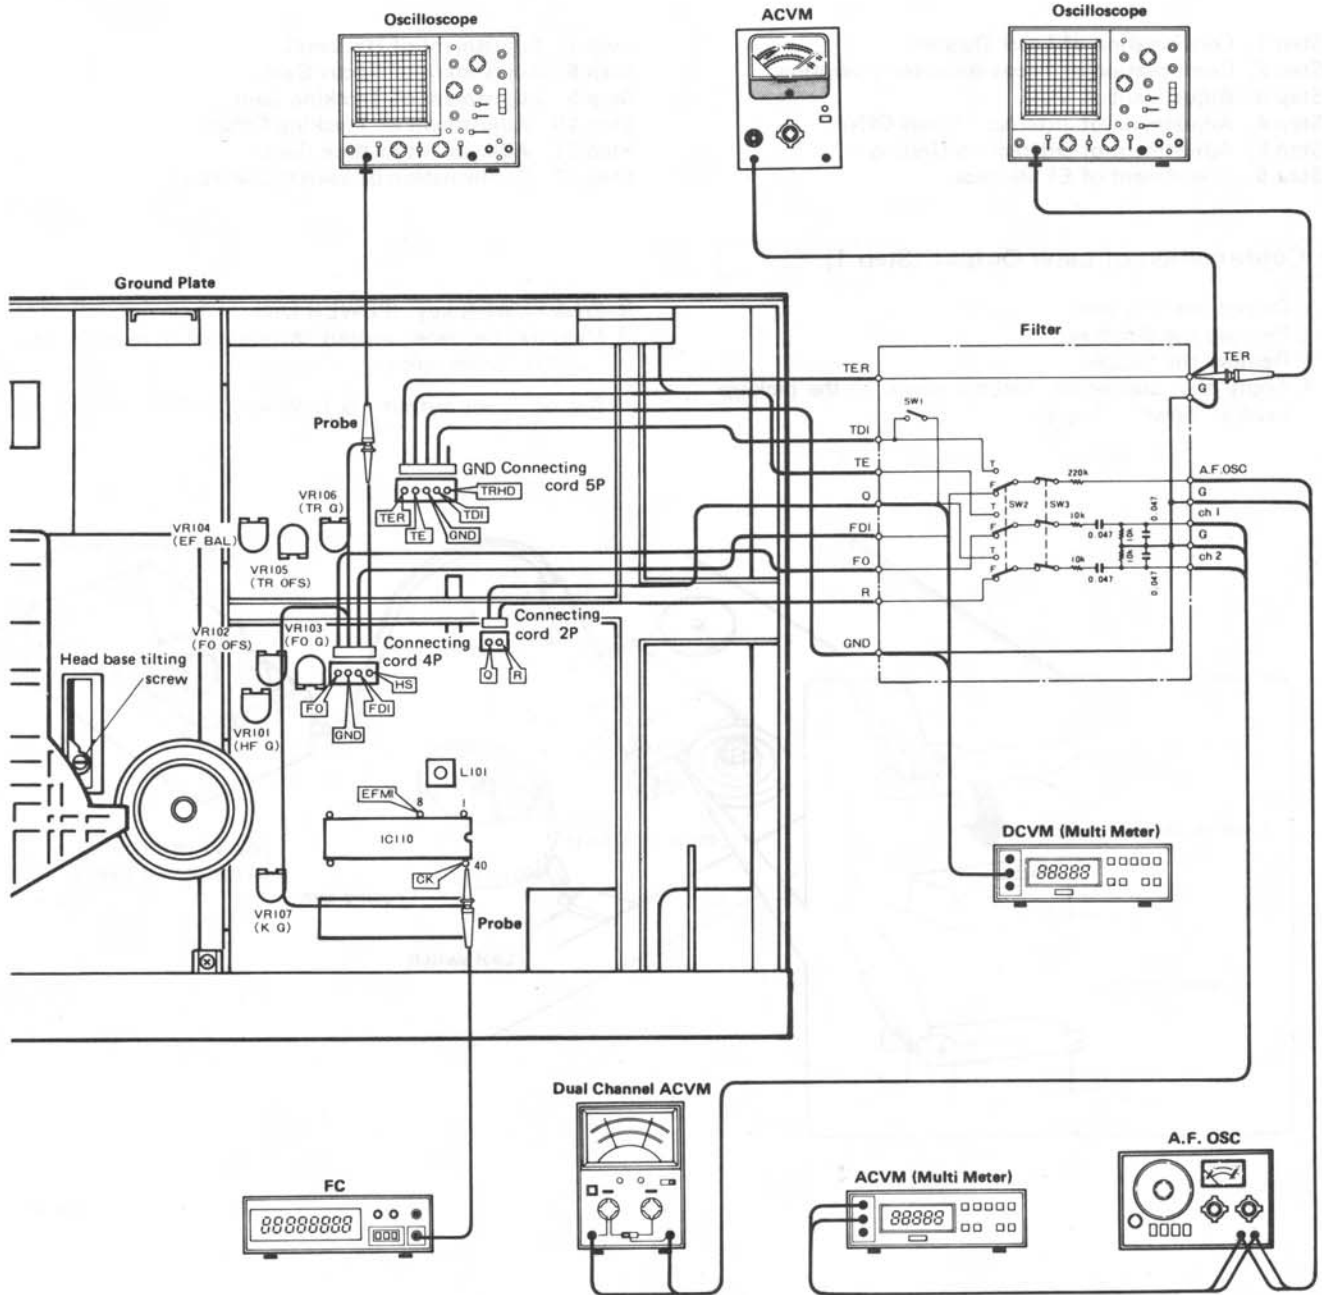 Oscilloscope
ACVM
Oscilloscope
Ground Plate
Filter
TER
TER
G
SW1
Probe
TDI
GND Connecting
cord 5P
TE
A.F.OSC
TRHD
VR106
(TR G)
TER
TDI
Q
T
F
220k
G
VR104
(EF BAL)
TE
GND
SW2
SW3
ch 1
T
F
10k
0.047
10k
0.047
G
FDI
VR105
(TR OFS)
FO
T
F
10k
0.047
10k
0.047
ch 2
R
VR102
(FO OFS)
VR103
(FO G)
Connecting
cord 4P
Connecting
cord 2P
GND
Head base tilting
screw
HS
Q
R
FO
FDI
GND
VR101
(HF G)
L101
EFMI
8
1
IC110
40
CK
DCVM (Multi Meter)
88888
VR107
(K G)
Probe
Dual Channel ACVM
A.F. OSC
FC
ACVM (Multi Meter)
88888888
88888